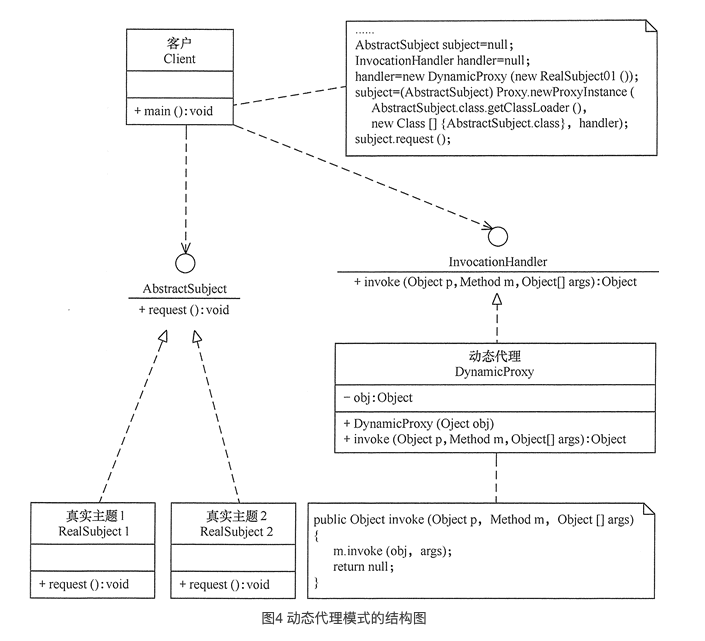 客户
Client
+ main ( ) : void
......
AbstractSubject subject=null;
InvocationHandler handler=null;
handler=new DynamicProxy (new RealSubject01 ( ));
subject=(AbstractSubject) Proxy.newProxyInstance (
AbstractSubject.class.getClassLoader ( ),
new Class [ ] {AbstractSubject.class}, handler);
subject.request ( );
AbstractSubject
+ request ( ) : void
InvocationHandler
+ invoke (Object p, Method m, Object[] args) : Object
动态代理
DynamicProxy
- obj:Object
+ DynamicProxy (Oject obj)
+ invoke (Object p, Method m, Object[] args) : Object
真实主题1
RealSubject 1
+ request ( ) : void
真实主题2
RealSubject 2
+ request ( ) : void
public Object invoke (Object p, Method m, Object [ ] args)
{
m.invoke (obj, args);
return null;
}
图4 动态代理模式的结构图